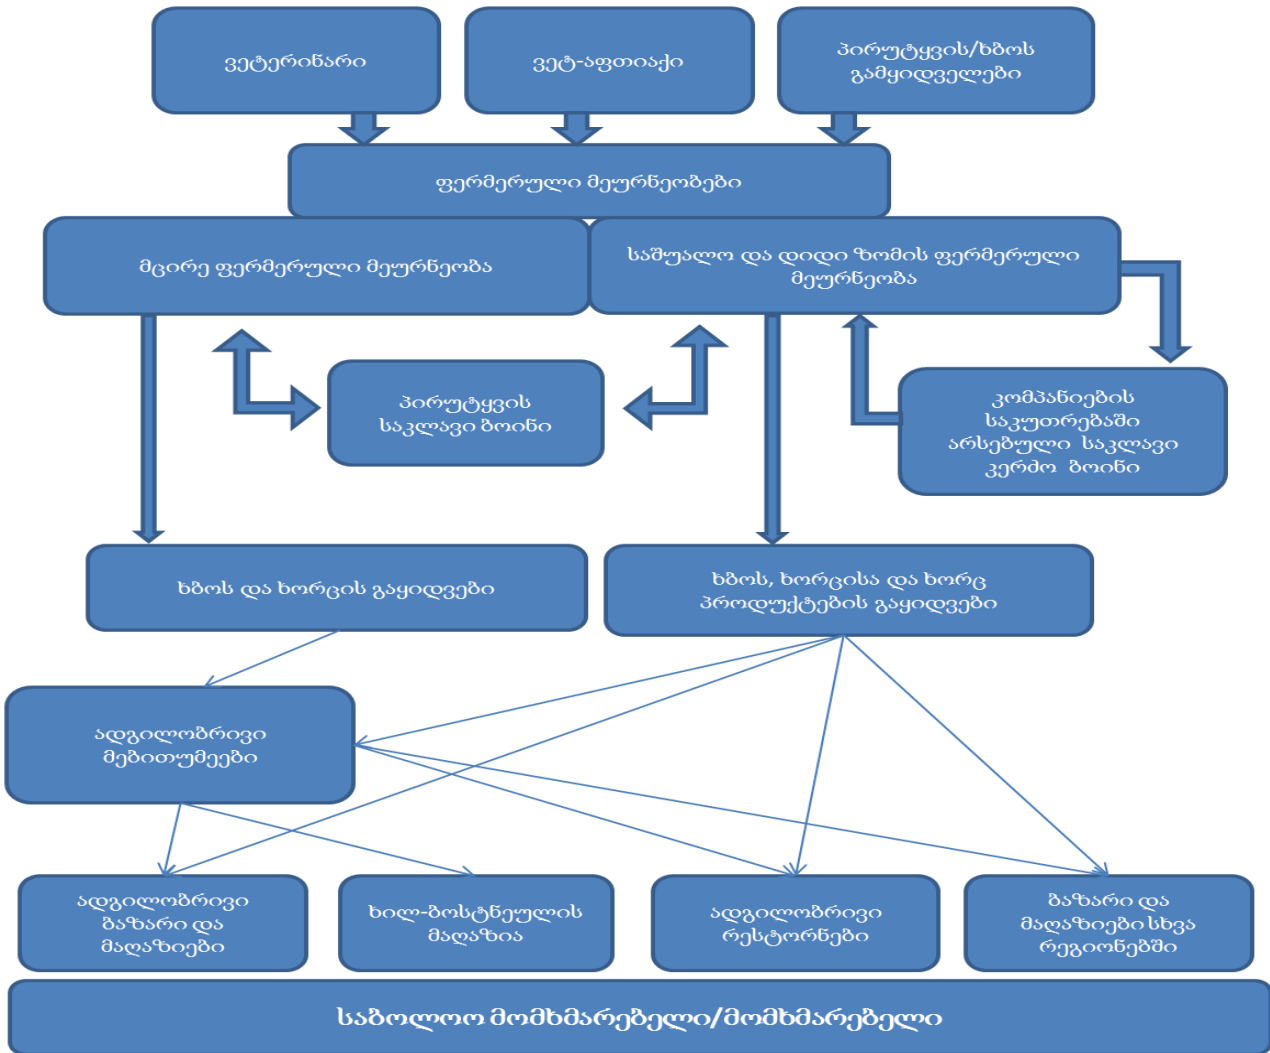 ვეტერინარი
ვეტ-აფთიაქი
პირუტყვის/ხბოს
გამყიდველები
ფერმერული მეურნეობები
მცირე ფერმერული მეურნეობა
საშუალო და დიდი ზომის ფერმერული
მეურნეობა
პირუტყვის
საკლავი ბოინი
კომპანიების
საკუთრებაში
არსებული საკლავი
კერძო ბოინი
ხბოს და ხორცის გაყიდვები
ხბოს, ხორცისა და ხორც
პროდუქტების გაყიდვები
ადგილობრივი
მებითუმეები
ადგილობრივი
ბაზარი და
მაღაზიები
ხილ-ბოსტნეულის
მაღაზია
ადგილობრივი
რესტორნები
ბაზარი და
მაღაზიები სხვა
რეგიონებში
საბოლოო მომხმარებელი/მომხმარებელი